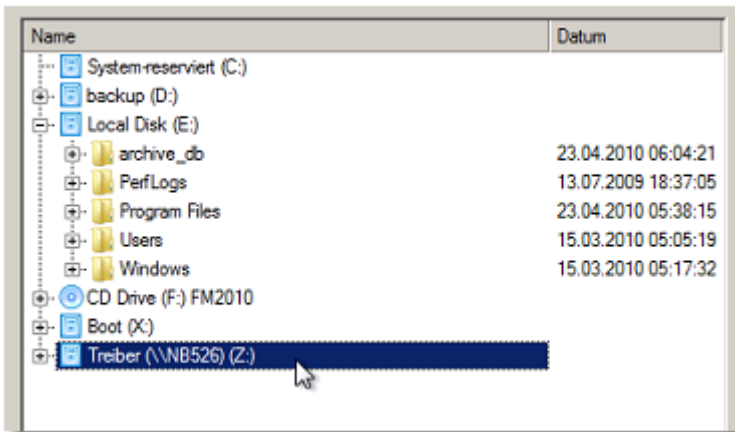 Name Datum
System-reserviert (C:)
backup (D:)
Local Disk (E:)
archive_db 23.04.2010 06:04:21
PerfLogs 13.07.2009 18:37:05
Program Files 23.04.2010 05:38:15
Users 15.03.2010 05:05:19
Windows 15.03.2010 05:17:32
CD Drive (F:) FM2010
Boot (X:)
Treiber (\\NB526) (Z:)